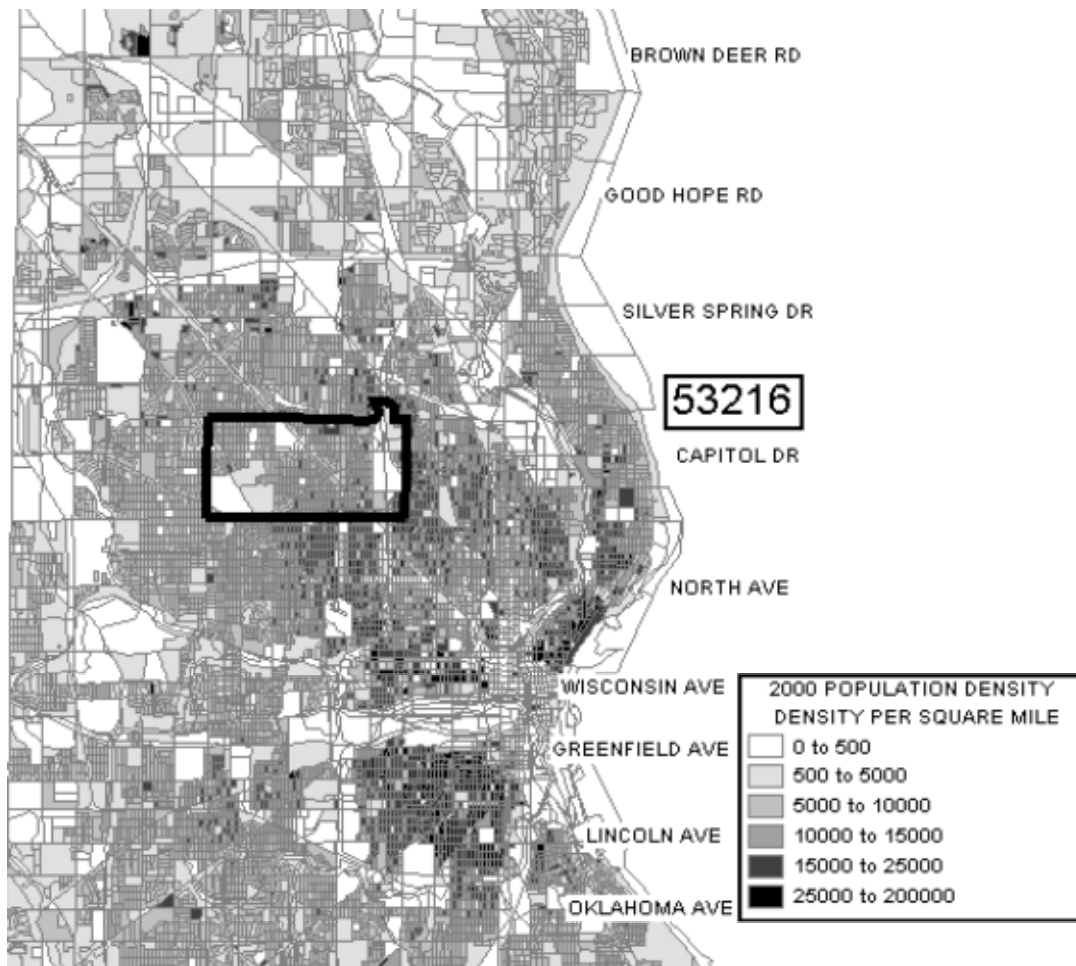 BROWN DEER RD
GOOD HOPE RD
SILVER SPRING DR
53216
CAPITOL DR
NORTH AVE
WISCONSIN AVE
GREENFIELD AVE
LINCOLN AVE
OKLAHOMA AVE
2000 POPULATION DENSITY
DENSITY PER SQUARE MILE
0 to 500
500 to 5000
5000 to 10000
10000 to 15000
15000 to 25000
25000 to 200000